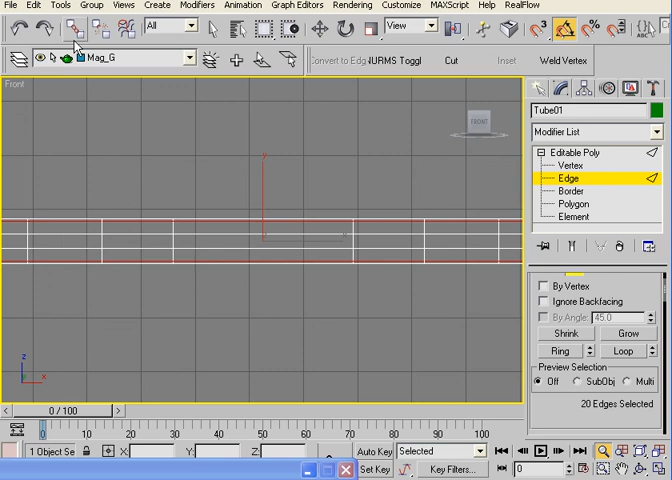 File Edit Tools Group Views Create Modifiers Animation Graph Editors Rendering Customize MAXScript Help RealFlow
All View 3
Mag_G Convert to Edg NURMS Toggl Cut Inset Weld Vertex
Front
FRONT
Tube01
Modifier List
Editable Poly
Vertex
Edge
Border
Polygon
Element
y
x
z
x
By Vertex
Ignore Backfacing
By Angle: 45.0
Shrink Grow
Ring Loop
Preview Selection
Off SubObj Multi
20 Edges Selected
0 / 100
0 10 20 30 40 50 60 70 80 90 100
1 Object Se X: Y: Z: Auto Key Selected
Set Key Key Filters... 0